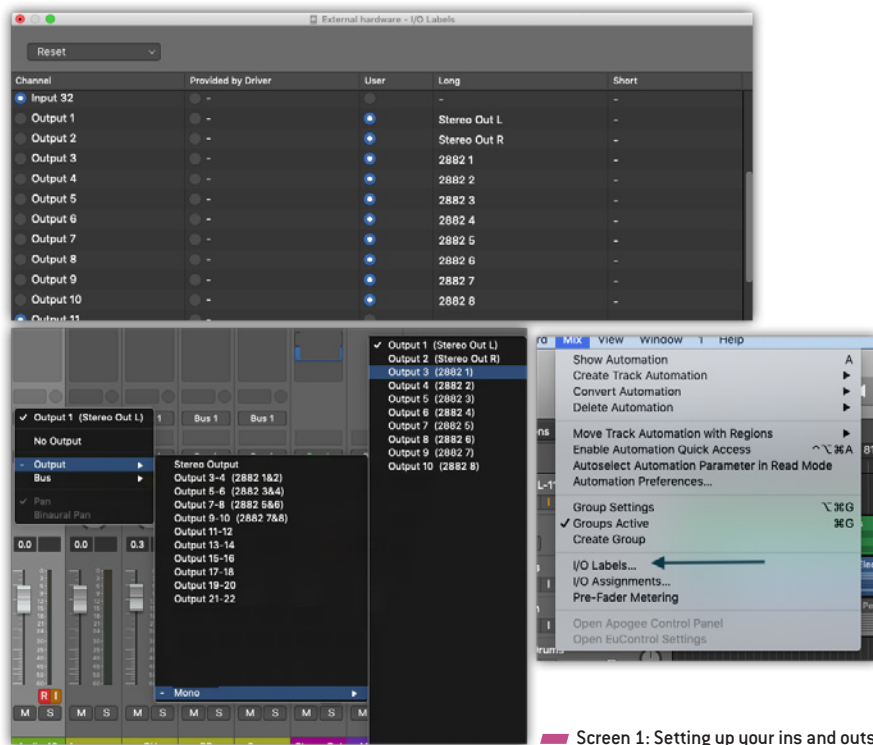 External hardware - I/O Labels
Reset
Channel Provided by Driver User Long Short
Input 32 - - -
Output 1 - Stereo Out L -
Output 2 - Stereo Out R -
Output 3 - 2882 1 -
Output 4 - 2882 2 -
Output 5 - 2882 3 -
Output 6 - 2882 4 -
Output 7 - 2882 5 -
Output 8 - 2882 6 -
Output 9 - 2882 7 -
Output 10 - 2882 8 -
Output 11 -
✓ Output 1 (Stereo Out L)
No Output
- Output
Bus
✓ Pan
Binaural Pan
1 Bus 1 Bus 1
0.0 0.0 0.3
R I
M S M S M S M S M S M S M
Stereo Output
Output 3-4 (2882 1&2)
Output 5-6 (2882 3&4)
Output 7-8 (2882 5&6)
Output 9-10 (2882 7&8)
Output 11-12
Output 13-14
Output 15-16
Output 17-18
Output 19-20
Output 21-22
- Mono
✓ Output 1 (Stereo Out L)
Output 2 (Stereo Out R)
Output 3 (2882 1)
Output 4 (2882 2)
Output 5 (2882 3)
Output 6 (2882 4)
Output 7 (2882 5)
Output 8 (2882 6)
Output 9 (2882 7)
Output 10 (2882 8)
rd Mix View Window 1 Help
Show Automation A
Create Track Automation
Convert Automation
Delete Automation
Move Track Automation with Regions
Enable Automation Quick Access ^⌥⌘A
Autoselect Automation Parameter in Read Mode
Automation Preferences...
Group Settings ⌥⌘G
✓ Groups Active ⌘G
Create Group
I/O Labels...
I/O Assignments...
Pre-Fader Metering
Open Apogee Control Panel
Open EuControl Settings
Screen 1: Setting up your ins and outs